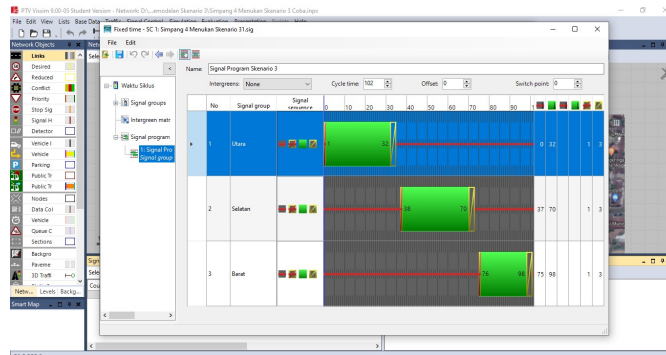 PTV Vissim 9.00-05 Student Version - Network: D:\...emodelan Skenario 3\Simpang 4 Menukan Skenario 3 Coba.inpx
File Edit View Lists Base Data
Network Objects
Links
Desired
Reduced
Conflict
Priority
Stop Sig
Signal H
Detector
Vehicle I
Vehicle
Parking
Public Tr
Public Tr
Nodes
Data Col
Vehicle
Queue C
Sections
Backgro
Paveme
3D Traffi
Netw... Levels Backg...
Smart Map
Fixed time - SC 1: Simpang 4 Menukan Skenario 31.sig
File Edit
Waktu Siklus
Signal groups
Intergreen matr
Signal program
1: Signal Pro
Signal group
Name: Signal Program Skenario 3
Intergreens: None Cycle time: 102 Offset: 0 Switch point: 0
No Signal group Signal sequence 0 10 20 30 40 50 60 70 80 90 1
1 Utara 1 32 0 32 1 3
2 Selatan 38 70 37 70 1 3
3 Barat 76 98 75 98 1 3